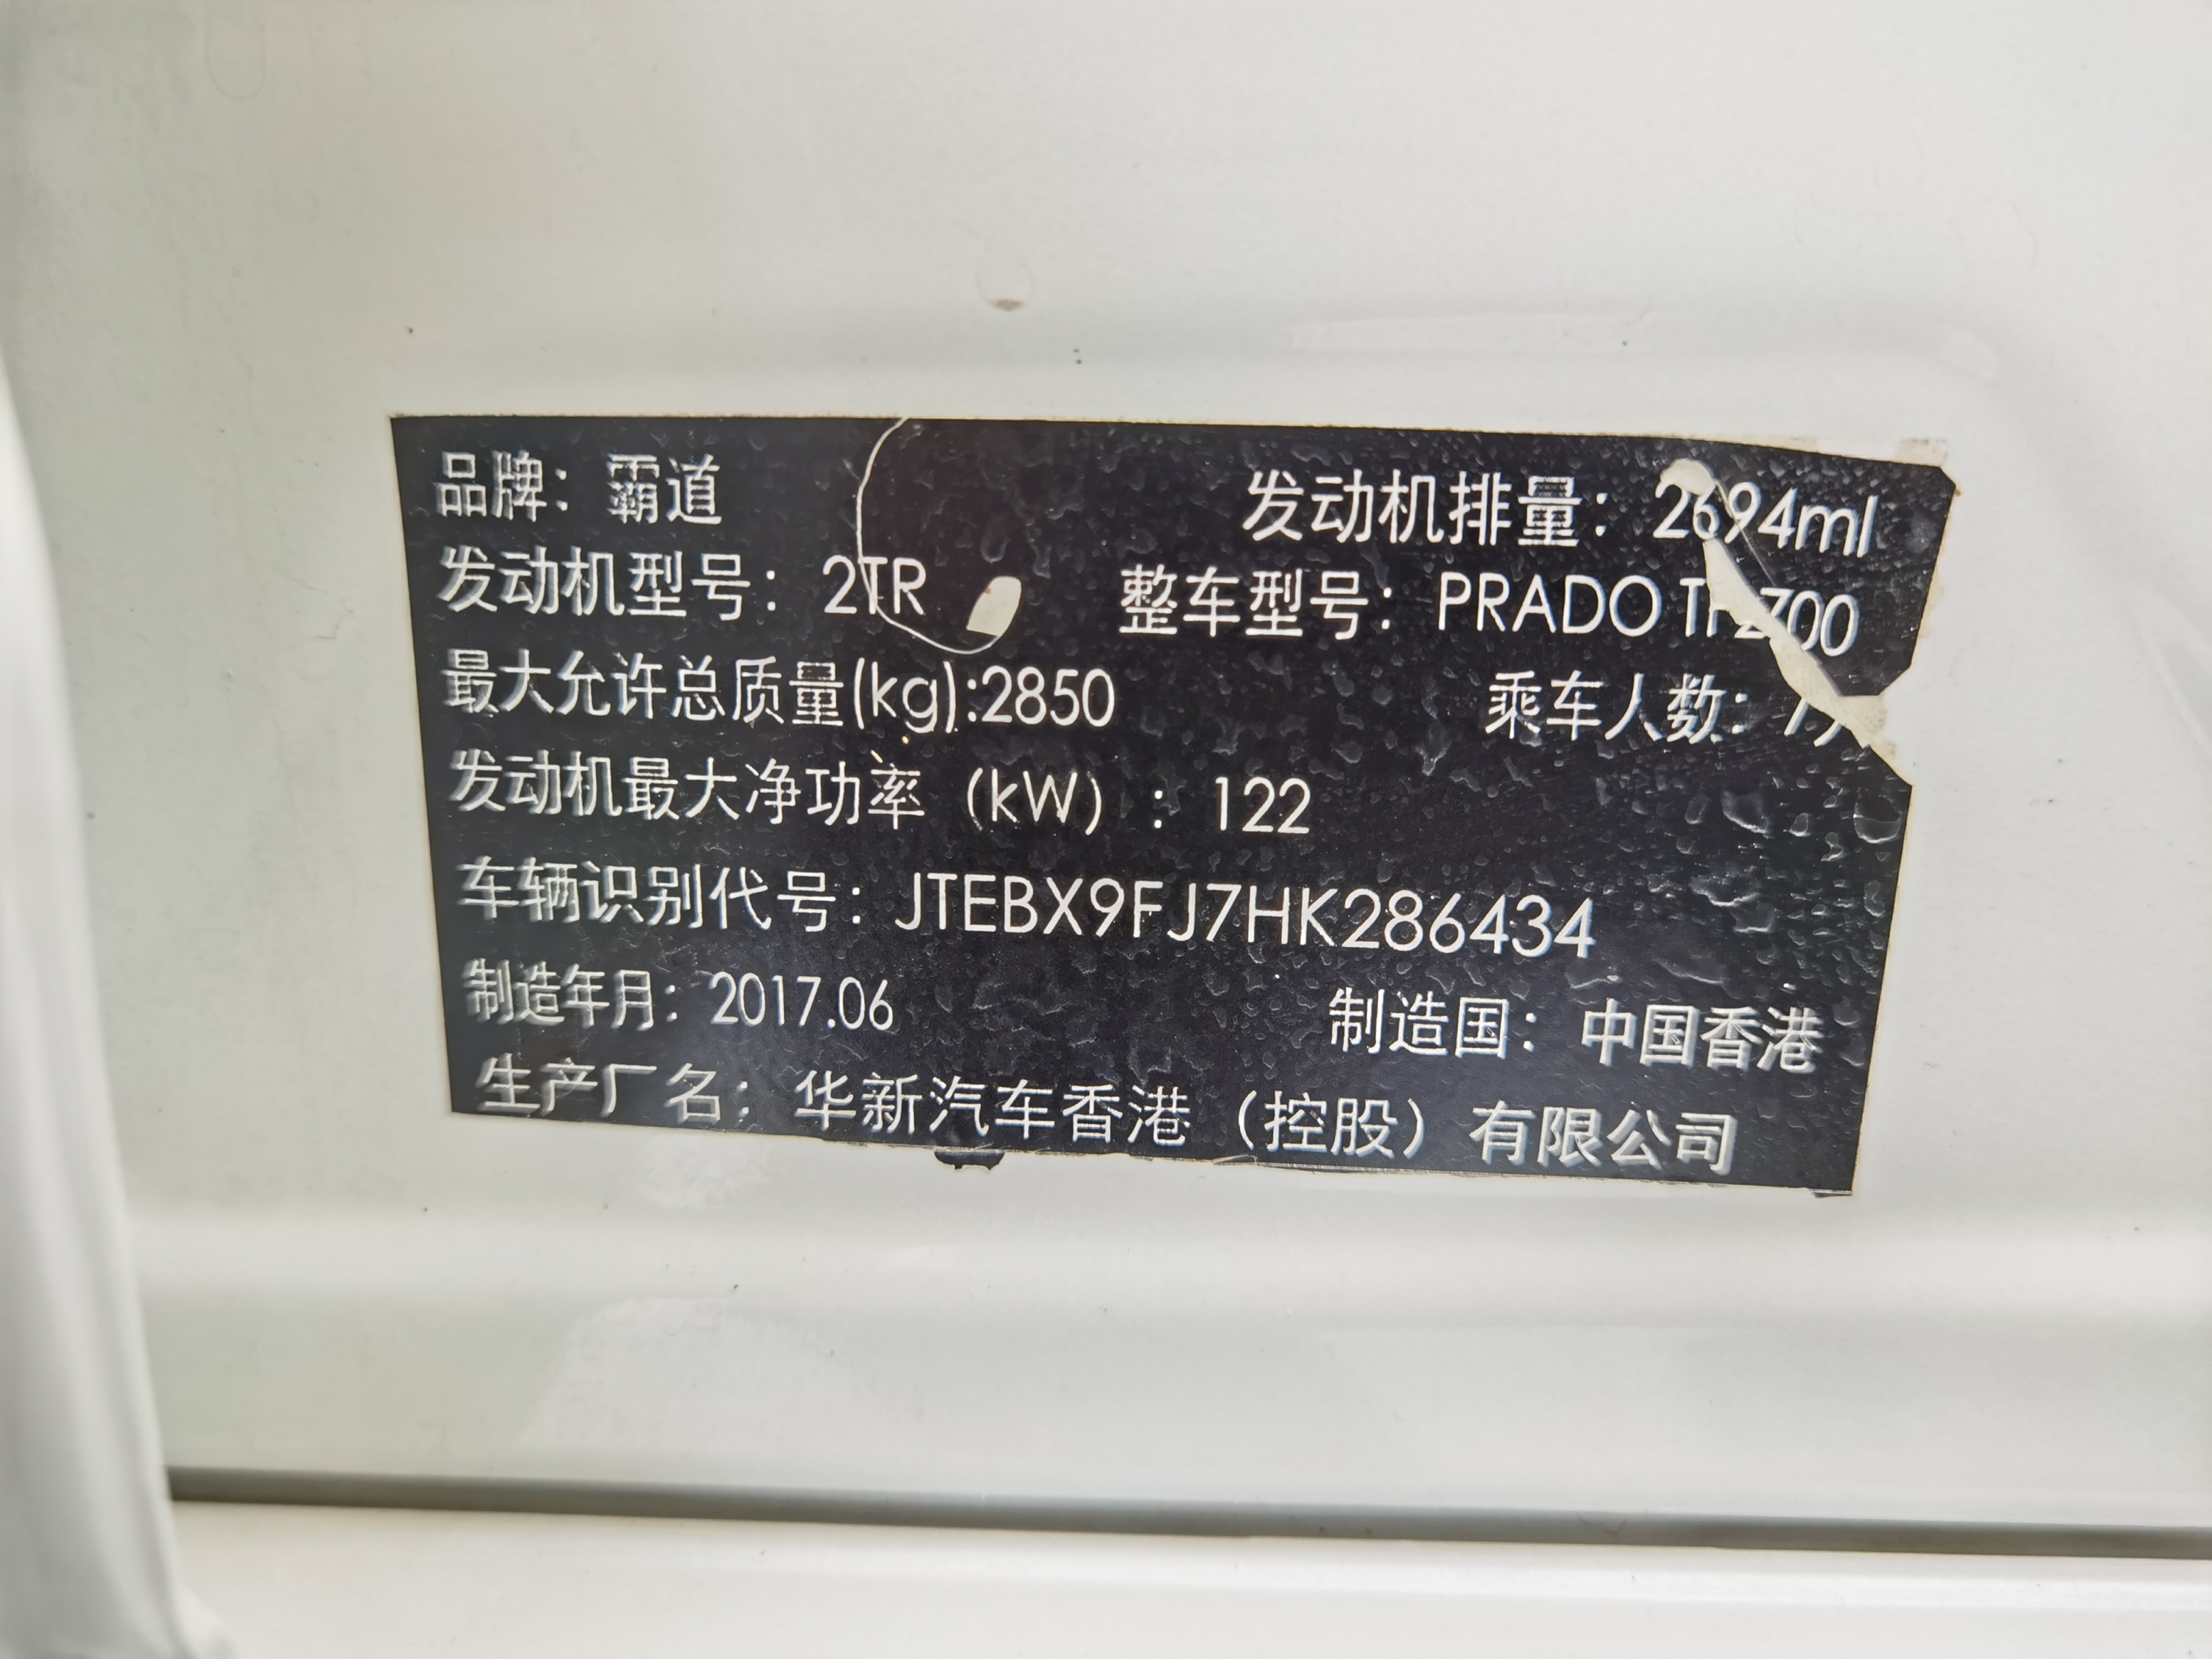 品牌：霸道 发动机排量：2694ml
发动机型号：2TR 整车型号：PRADO
最大允许总质量(kg):2850 乘车人数：
发动机最大净功率（kW）：122
车辆识别代号：JTEBX9FJ7HK286434
制造年月：2017.06 制造国：中国香港
生产厂名：华新汽车香港（控股）有限公司